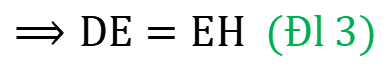 ⟹ DE = EH (Đl 3)